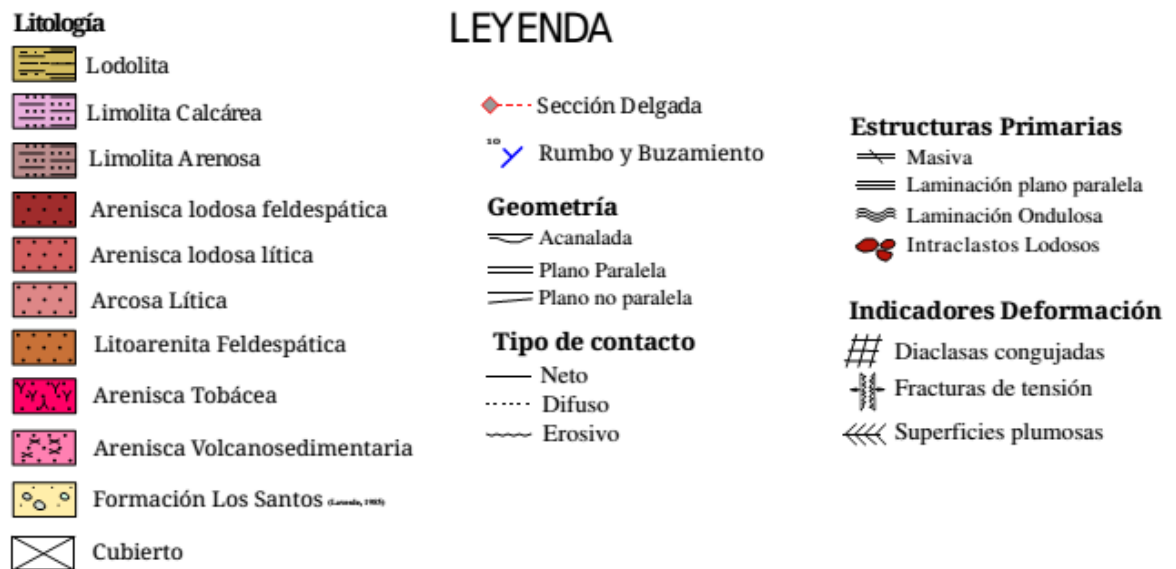 Litología
Lodolita
Limolita Calcárea
Limolita Arenosa
Arenisca lodosa feldespática
Arenisca lodosa lítica
Arcosa Lítica
Litoarenita Feldespática
Arenisca Tobácea
Arenisca Volcanosedimentaria
Formación Los Santos
Cubierto
LEYENDA
Sección Delgada
10
Rumbo y Buzamiento
Geometría
Acanalada
Plano Paralela
Plano no paralela
Tipo de contacto
Neto
Difuso
Erosivo
Estructuras Primarias
Masiva
Laminación plano paralela
Laminación Ondulosa
Intraclastos Lodosos
Indicadores Deformación
Diaclasas congujadas
Fracturas de tensión
Superficies plumosas